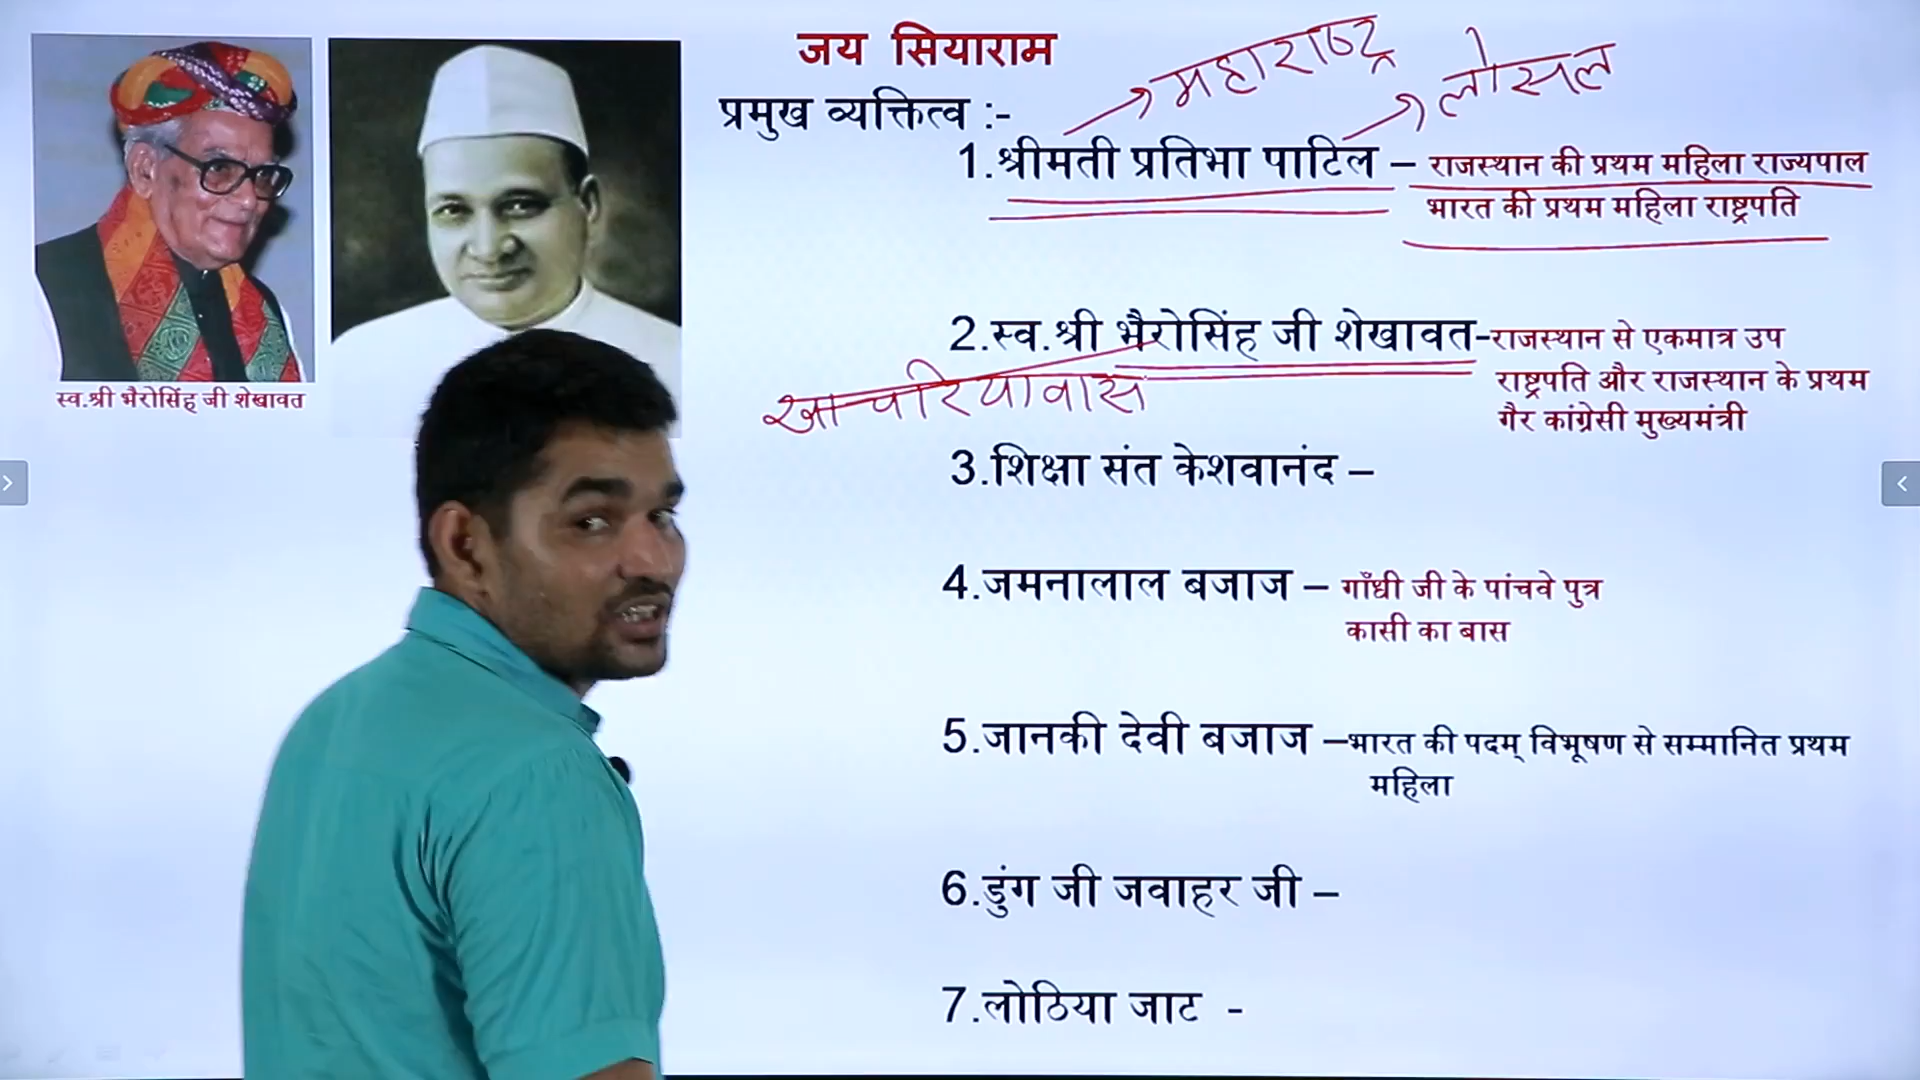 जय सियाराम
महाराष्ट्र
लोसल
प्रमुख व्यक्तित्व :-
1.श्रीमती प्रतिभा पाटिल – राजस्थान की प्रथम महिला राज्यपाल
भारत की प्रथम महिला राष्ट्रपति
2.स्व.श्री भैरोसिंह जी शेखावत-राजस्थान से एकमात्र उप
राष्ट्रपति और राजस्थान के प्रथम
गैर कांग्रेसी मुख्यमंत्री
खाचरियावास
स्व.श्री भैरोसिंह जी शेखावत
3.शिक्षा संत केशवानंद –
4.जमनालाल बजाज – गाँधी जी के पांचवे पुत्र
कासी का बास
5.जानकी देवी बजाज –भारत की पदम् विभूषण से सम्मानित प्रथम
महिला
6.डुंग जी जवाहर जी –
7.लोठिया जाट -